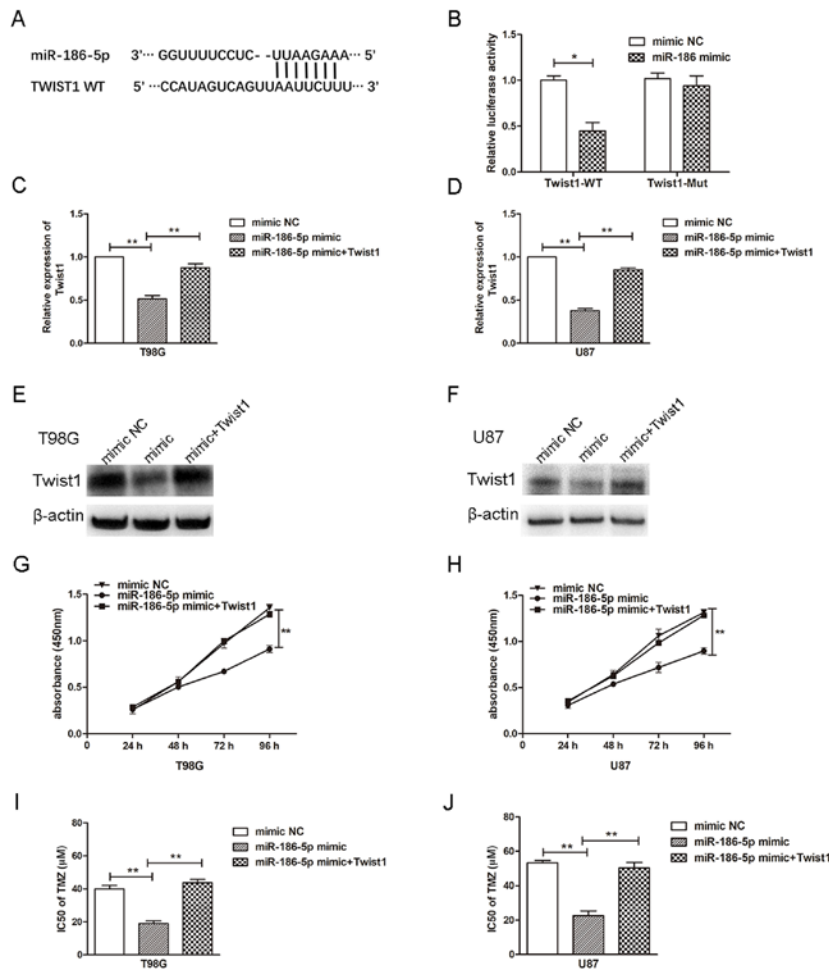 A
miR-186-5p 3'··· GGUUUUCCUC- -UUAAGAAA··· 5'
TWIST1 WT 5' ···CCAUAGUCAGUUAAUUCUUU··· 3'
B
Relative luciferase activity
1.5
1.0
0.5
0.0
*
Twist1-WT Twist1-Mut
mimic NC
miR-186 mimic
C
Relative expression of
Twist1
1.5
1.0
0.5
0.0
** **
T98G
mimic NC
miR-186-5p mimic
miR-186-5p mimic+Twist1
D
Relative expression of
Twist1
1.5
1.0
0.5
0.0
** **
U87
mimic NC
miR-186-5p mimic
miR-186-5p mimic+Twist1
E
T98G
mimic NC mimic mimic+Twist1
Twist1
β-actin
F
U87
mimic NC mimic mimic+Twist1
Twist1
β-actin
G
mimic NC
miR-186-5p mimic
miR-186-5p mimic+Twist1
absorbance (450nm)
1.5
1.0
0.5
0.0
**
0 24 h 48 h 72 h 96 h
T98G
H
mimic NC
miR-186-5p mimic
miR-186-5p mimic+Twist1
absorbance (450nm)
1.5
1.0
0.5
0.0
**
0 24 h 48 h 72 h 96 h
U87
I
IC50 of TMZ (μM)
80
60
40
20
0
** **
T98G
mimic NC
miR-186-5p mimic
miR-186-5p mimic+Twist1
J
IC50 of TMZ (μM)
80
60
40
20
0
** **
U87
mimic NC
miR-186-5p mimic
miR-186-5p mimic+Twist1